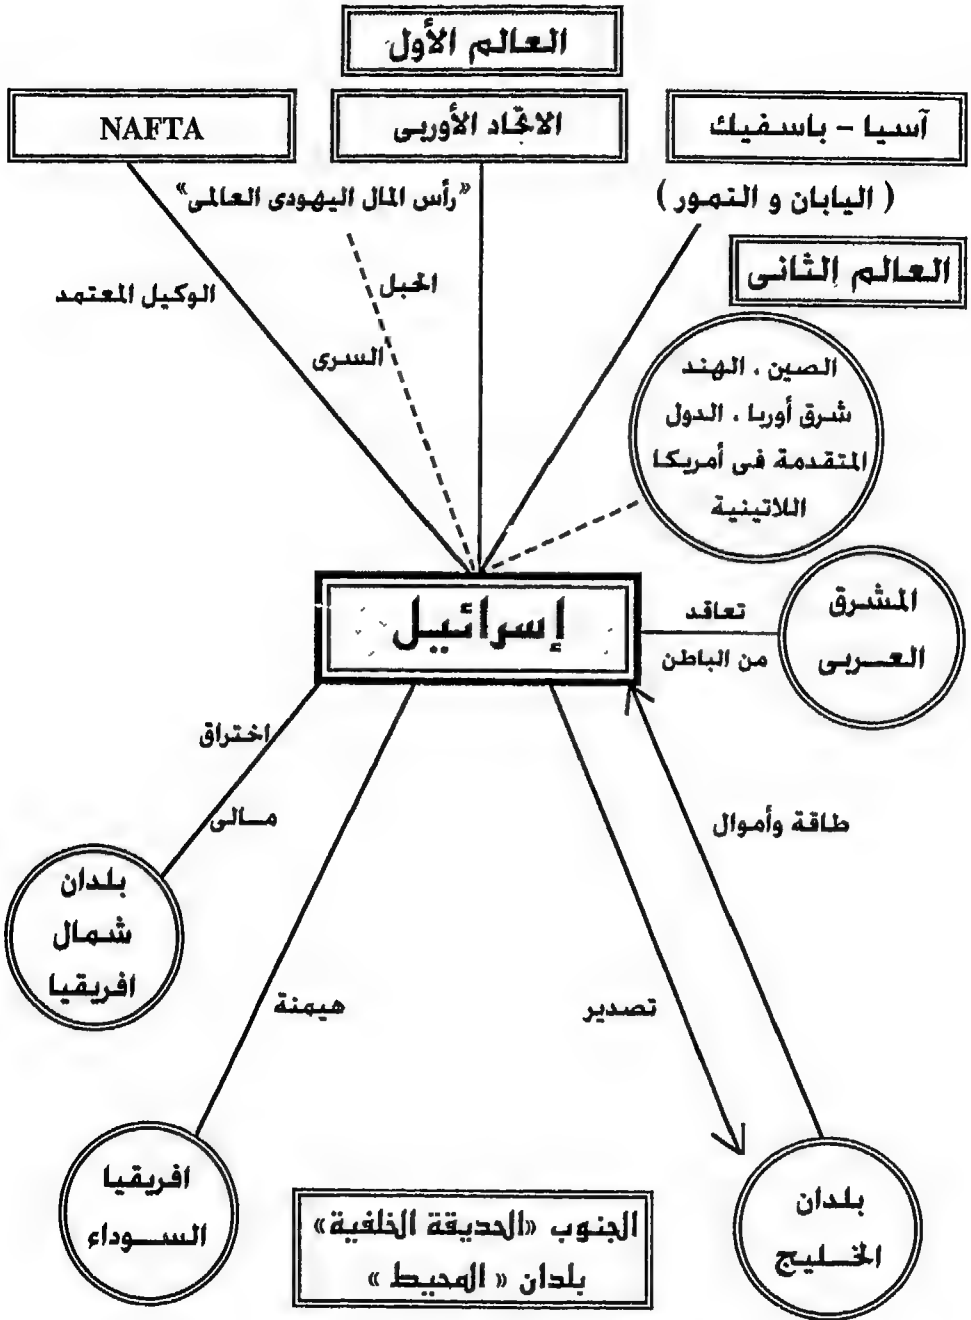 العالم الأول
آسيا - باسفيك
الاتحاد الأوربى
NAFTA
( اليابان و النمور )
«رأس المال اليهودى العالمى»
العالم الثانى
الحبل
السرى
الوكيل المعتمد
الصين ، الهند
شرق أوربا ، الدول
المتقدمة فى أمريكا
اللاتينية
إسرائيل
تعاقد
من الباطن
المشرق
العربى
اختراق
مالى
طاقة وأموال
بلدان
شمال
افريقيا
هيمنة
تصدير
افريقيا
السوداء
الجنوب «الحديقة الخلفية»
بلدان « المحيط »
بلدان
الخليج